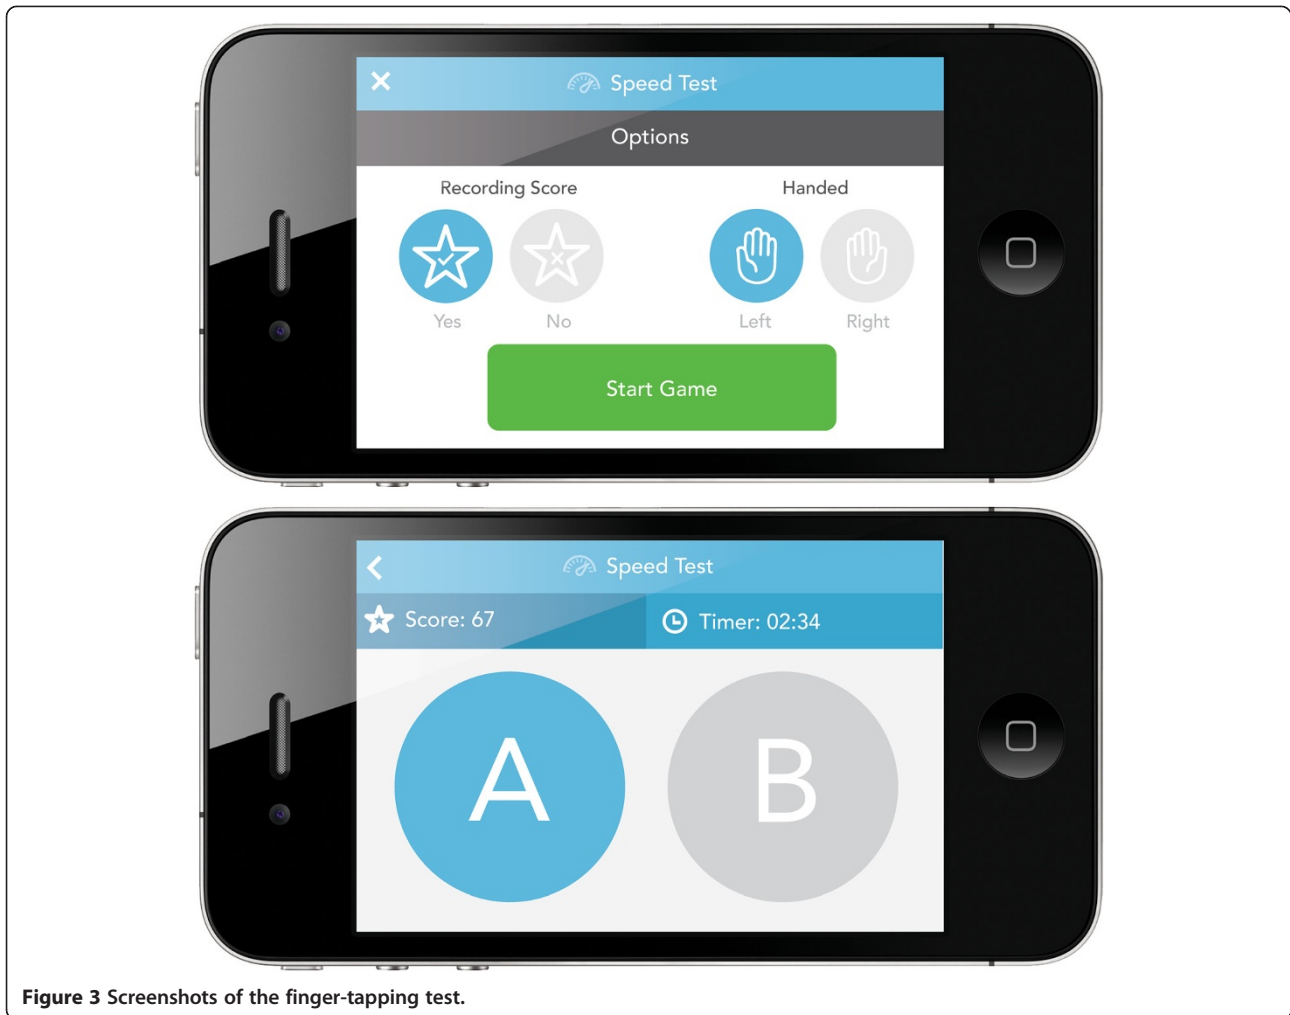 Speed Test
Options
Recording Score Handed
Yes No Left Right
Start Game
Speed Test
Score: 67 Timer: 02:34
A B
Figure 3 Screenshots of the finger-tapping test.